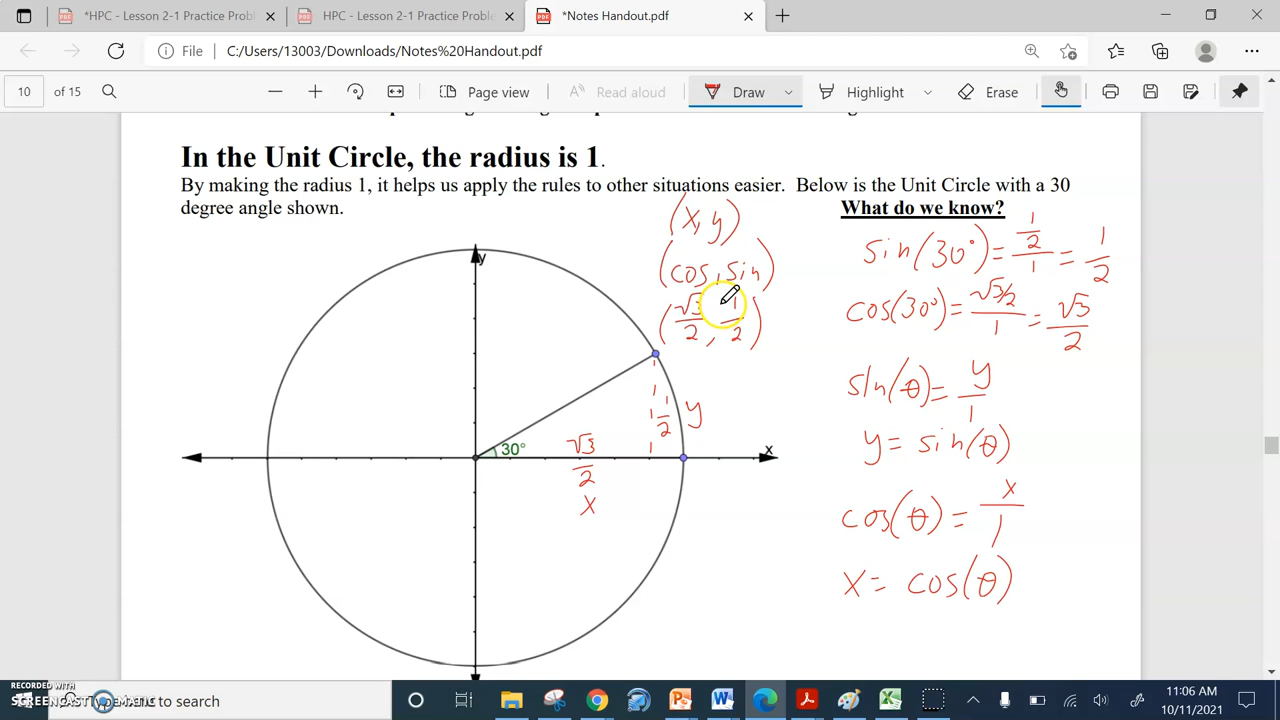 *HPC - Lesson 2-1 Practice Proble
HPC - Lesson 2-1 Practice Proble
*Notes Handout.pdf
File
C:/Users/13003/Downloads/Notes%20Handout.pdf
10 of 15
Page view
Read aloud
Draw
Highlight
Erase
In the Unit Circle, the radius is 1.
By making the radius 1, it helps us apply the rules to other situations easier. Below is the Unit Circle with a 30
degree angle shown.
What do we know?
(x, y)
(cos, sin)
(√3/2, 1/2)
y
x
30°
√3/2
x
1/2 y
sin(30°) = (1/2)/1 = 1/2
cos(30°) = (√3/2)/1 = √3/2
sin(θ) = y/1
y = sin(θ)
cos(θ) = x/1
x = cos(θ)
RECORDED WITH
SCREENCAST-O-MATIC
to search
11:06 AM
10/11/2021